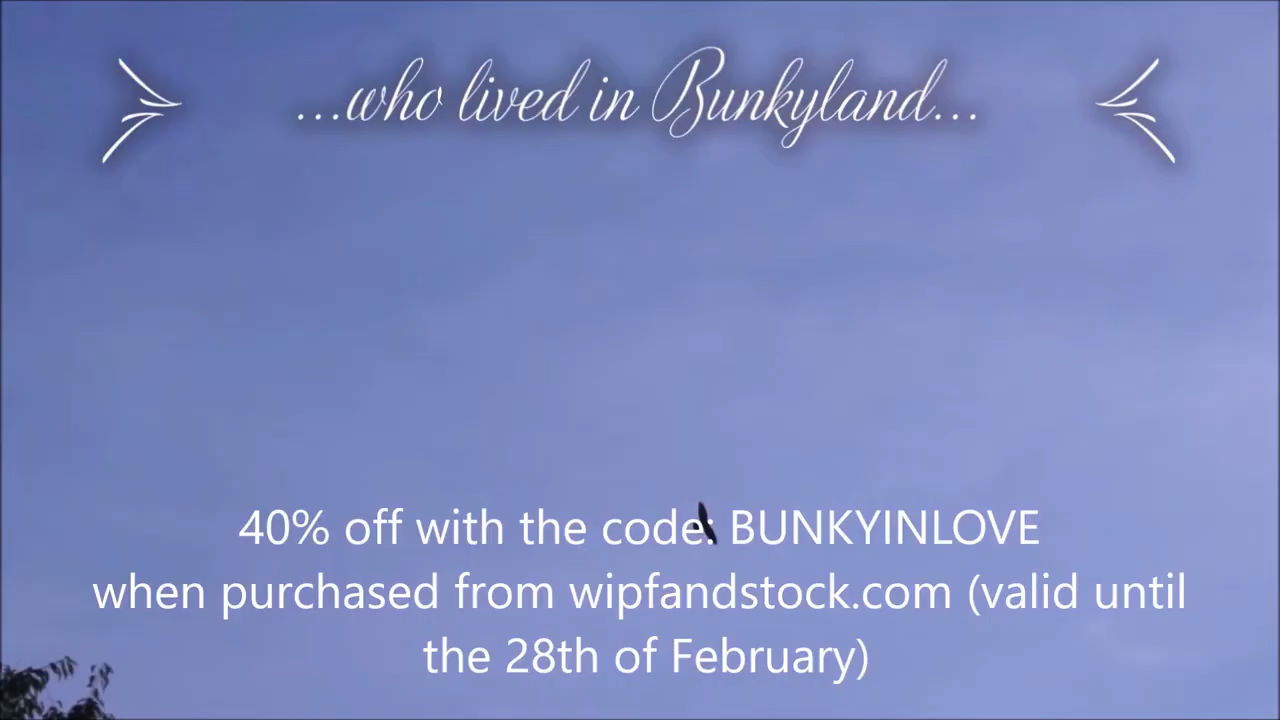 ...who lived in Bunkyland...
40% off with the code: BUNKYINLOVE
when purchased from wipfandstock.com (valid until
the 28th of February)